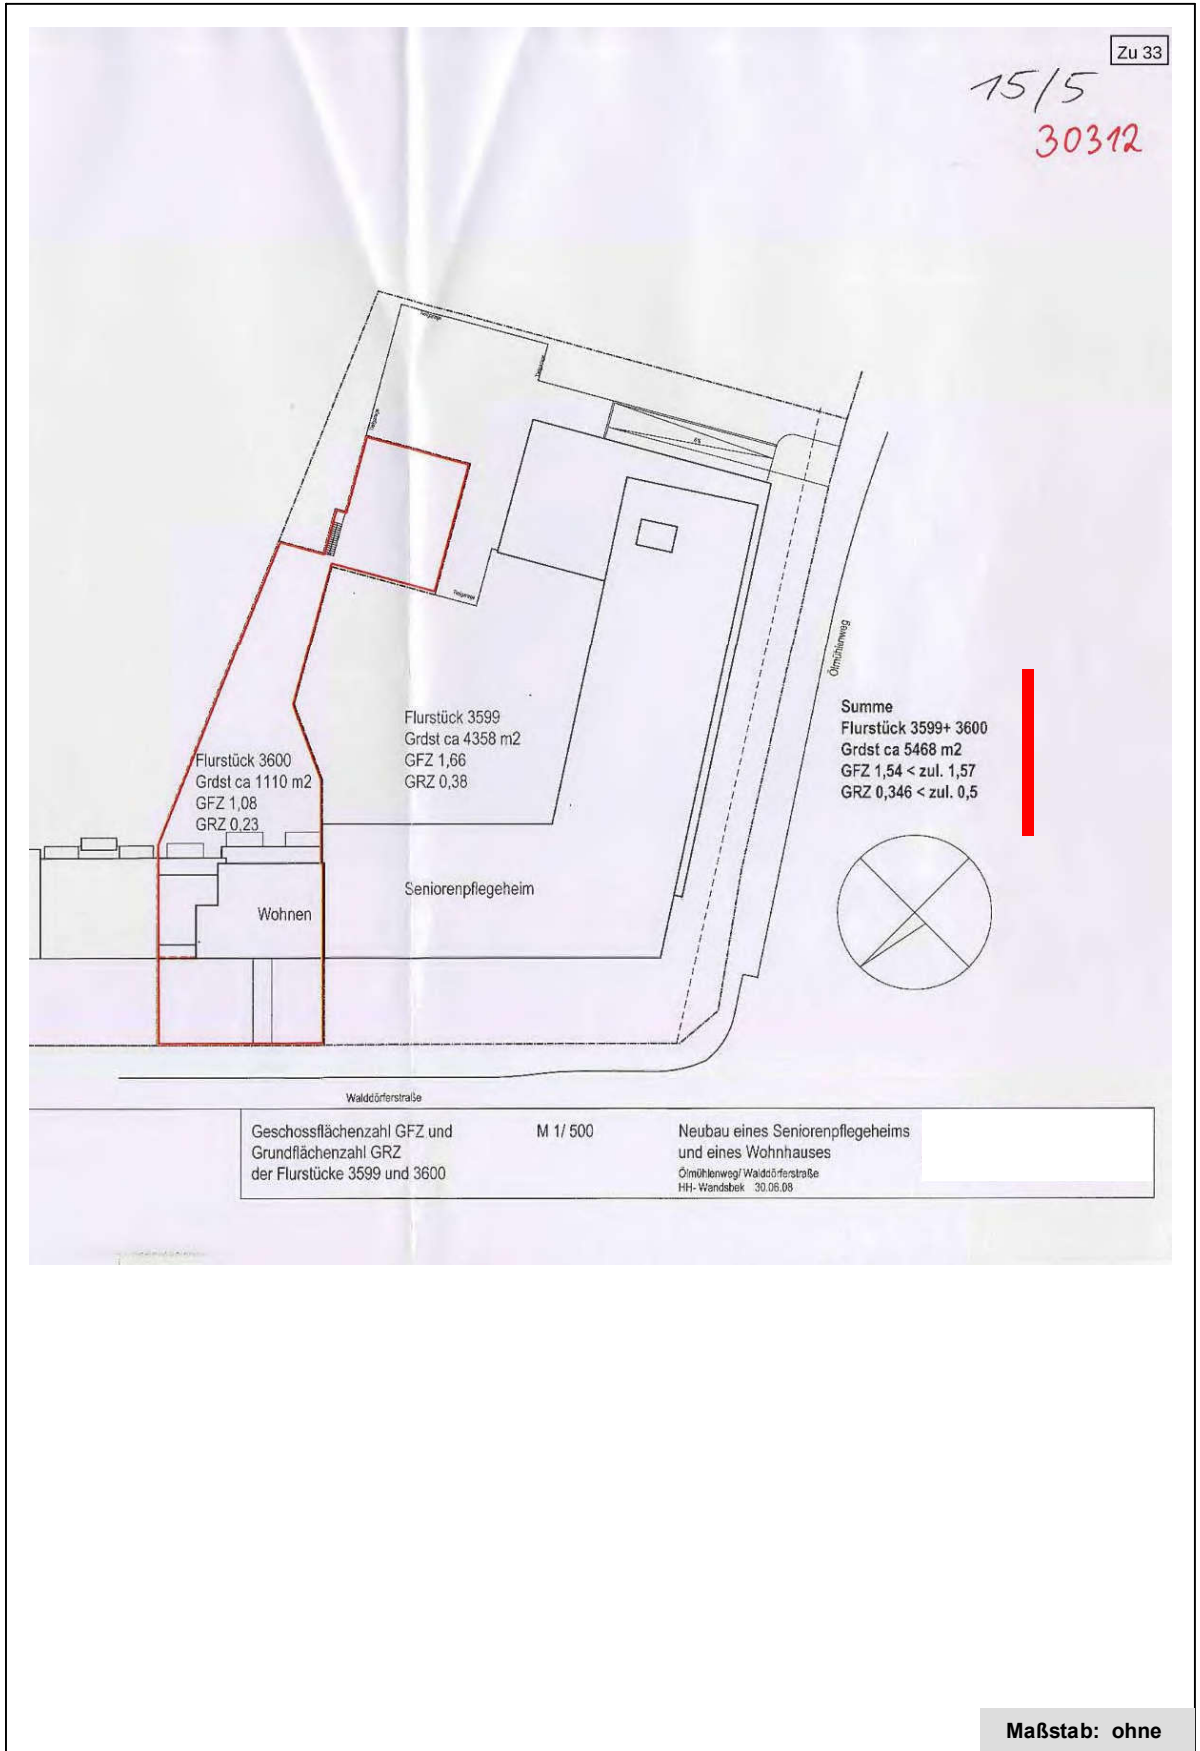 Zu 33
15/5
30312
Tiefgarage
Tiefgarage
Tiefgarage
Tiefgarage
Ölmühlenweg
Summe
Flurstück 3599+ 3600
Grdst ca 5468 m2
GFZ 1,54 < zul. 1,57
GRZ 0,346 < zul. 0,5
Flurstück 3599
Grdst ca 4358 m2
GFZ 1,66
GRZ 0,38
Flurstück 3600
Grdst ca 1110 m2
GFZ 1,08
GRZ 0,23
Seniorenpflegeheim
Wohnen
Walddörferstraße
Geschossflächenzahl GFZ und
Grundflächenzahl GRZ
der Flurstücke 3599 und 3600
M 1/ 500
Neubau eines Seniorenpflegeheims
und eines Wohnhauses
Ölmühlenweg/ Walddörferstraße
HH- Wandsbek 30.06.08
Maßstab: ohne